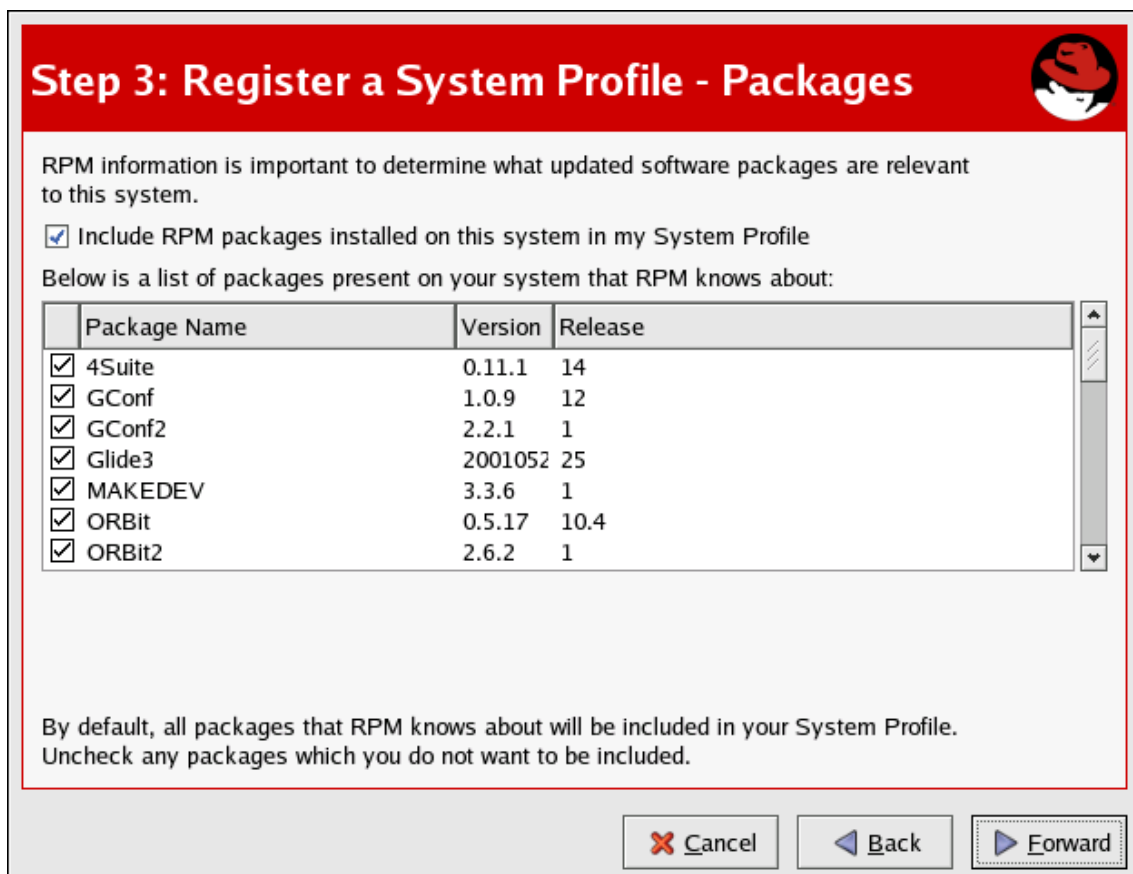 Step 3: Register a System Profile - Packages
RPM information is important to determine what updated software packages are relevant
to this system.
Include RPM packages installed on this system in my System Profile
Below is a list of packages present on your system that RPM knows about:
Package Name Version Release
4Suite 0.11.1 14
GConf 1.0.9 12
GConf2 2.2.1 1
Glide3 2001052 25
MAKEDEV 3.3.6 1
ORBit 0.5.17 10.4
ORBit2 2.6.2 1
By default, all packages that RPM knows about will be included in your System Profile.
Uncheck any packages which you do not want to be included.
Cancel Back Forward